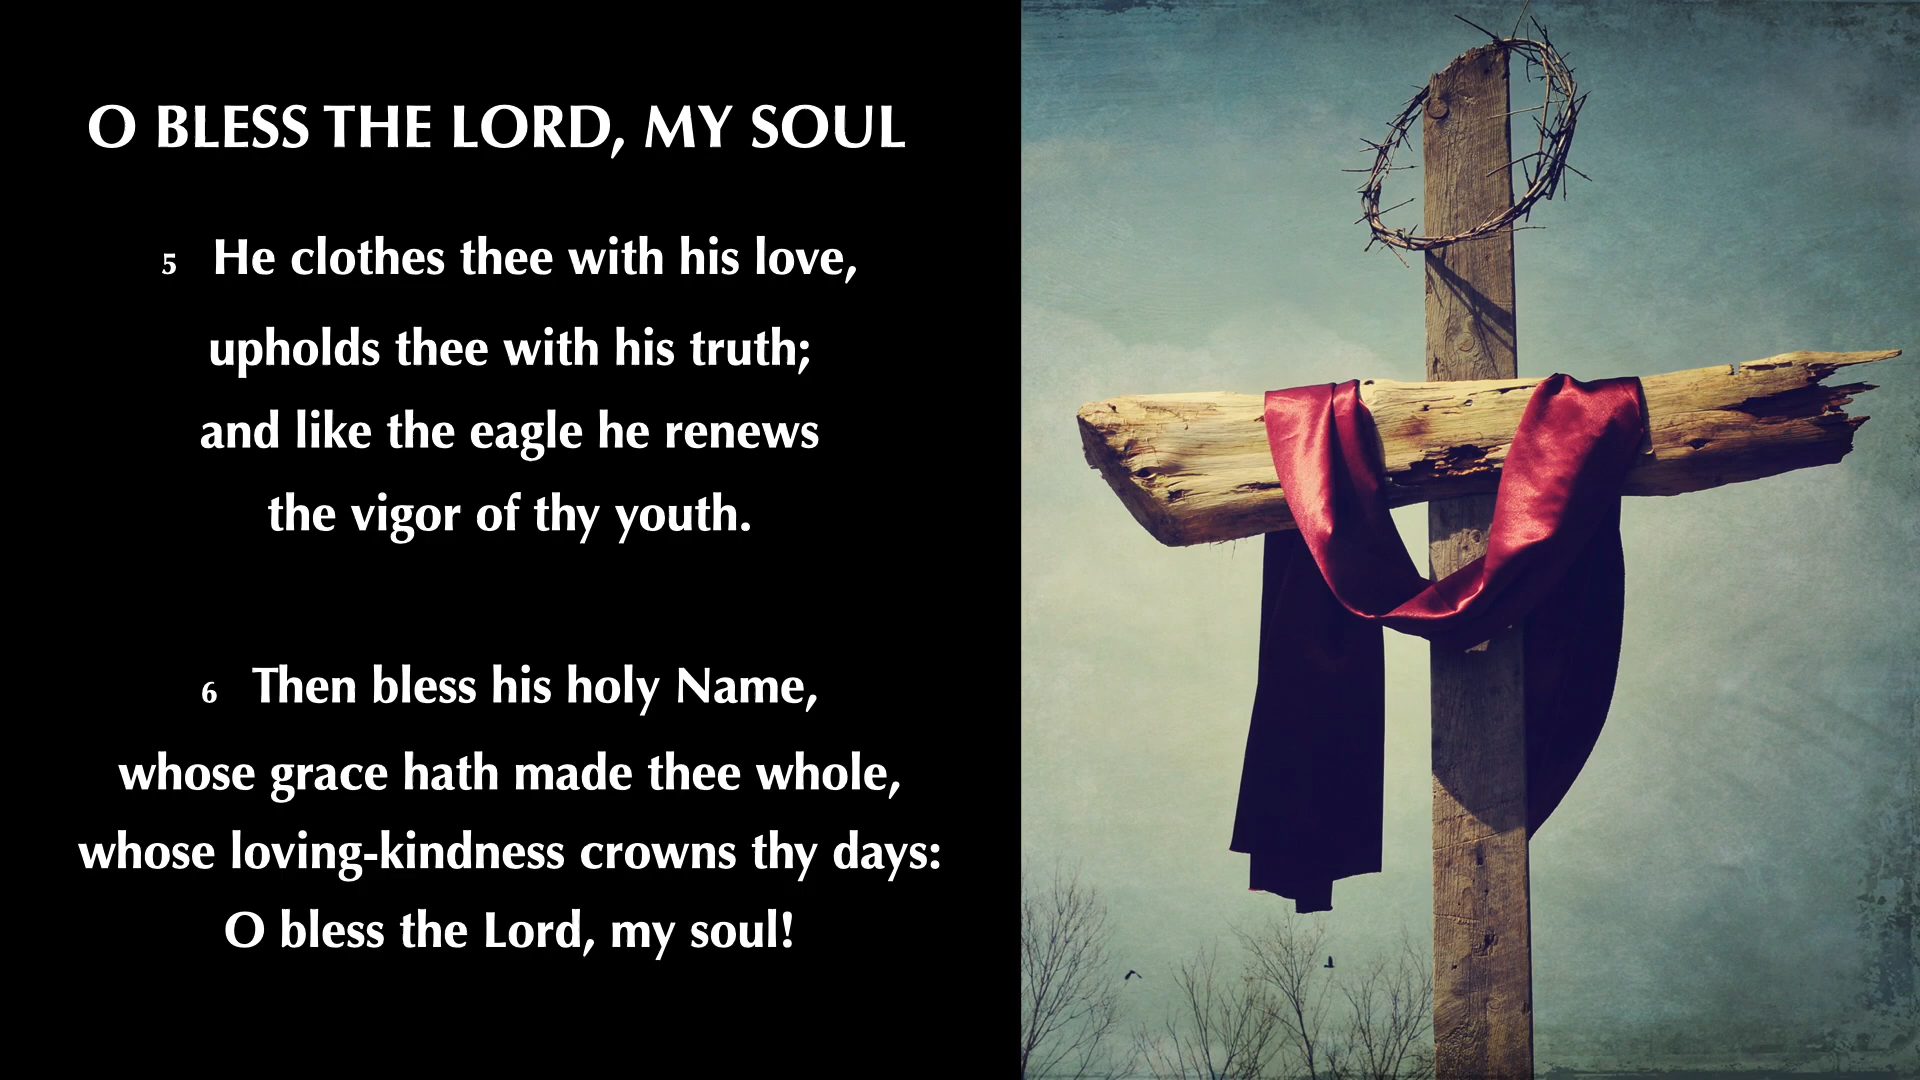 O BLESS THE LORD, MY SOUL
5 He clothes thee with his love,
upholds thee with his truth;
and like the eagle he renews
the vigor of thy youth.
6 Then bless his holy Name,
whose grace hath made thee whole,
whose loving-kindness crowns thy days:
O bless the Lord, my soul!